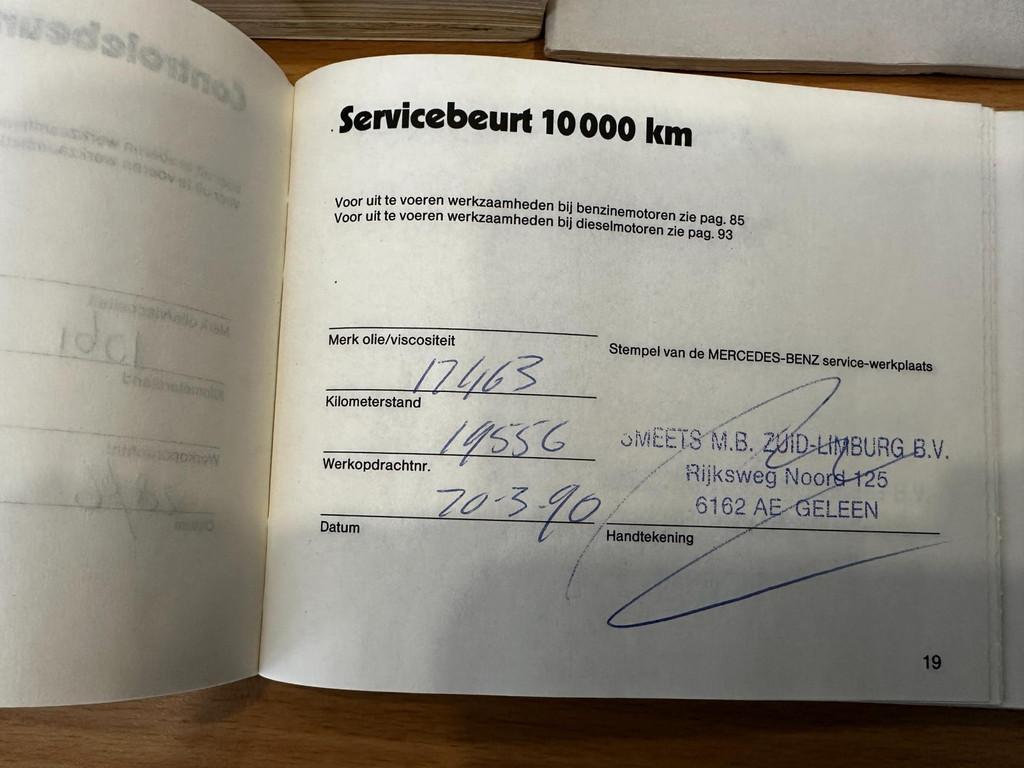 Servicebeurt 10 000 km
Voor uit te voeren werkzaamheden bij benzinemotoren zie pag. 85
Voor uit te voeren werkzaamheden bij dieselmotoren zie pag. 93
Merk olie/viscositeit
17463
Kilometerstand
19556
Werkopdrachtnr.
20-3-90
Datum
Stempel van de MERCEDES-BENZ service-werkplaats
SMEETS M.B. ZUID-LIMBURG B.V.
Rijksweg Noord 125
6162 AE GELEEN
Handtekening
19